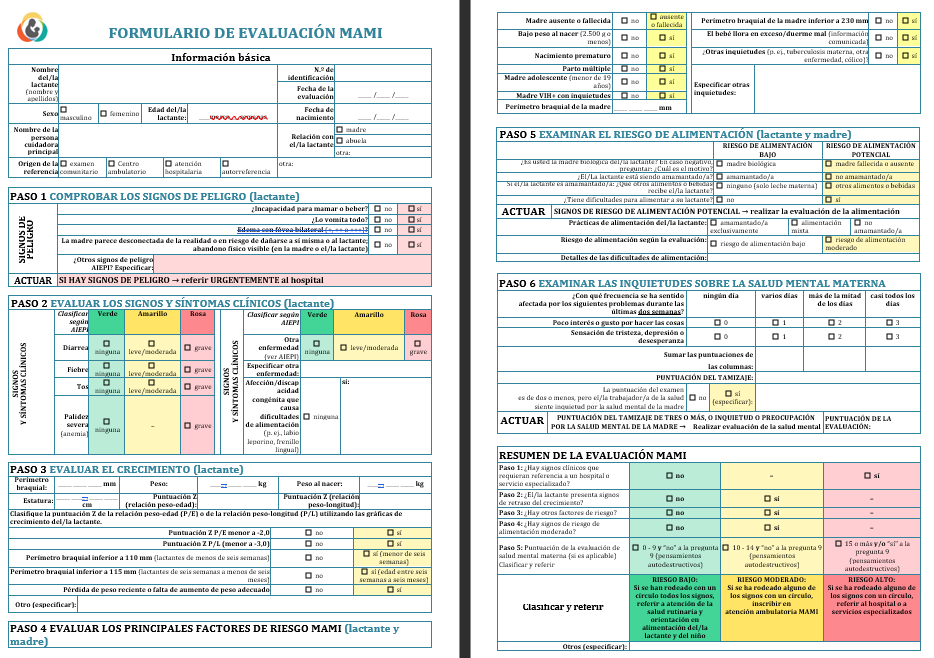 FORMULARIO DE EVALUACIÓN MAMI
Información básica
Nombre del/la lactante (nombre y apellidos)
N.º de identificación
Fecha de la evaluación
___/___/___
Sexo
masculino
femenino
Edad del/la lactante:
Fecha de nacimiento
___/___/___
Nombre de la persona cuidadora principal
Relación con el/la lactante
madre
abuela
otra:
Origen de la referencia
examen comunitario
Centro ambulatorio
atención hospitalaria
autorreferencia
otra:
PASO 1 COMPROBAR LOS SIGNOS DE PELIGRO (lactante)
SIGNOS DE PELIGRO
¿Incapacidad para mamar o beber? no sí
¿Lo vomita todo? no sí
Edema con fóvea bilateral (+, ++ o +++)? no sí
La madre parece desconectada de la realidad o en riesgo de dañarse a sí misma o al lactante; abandono físico visible (en la madre o el/la lactante) no sí
¿Otros signos de peligro AIEPI? Especificar:
ACTUAR SI HAY SIGNOS DE PELIGRO → referir URGENTEMENTE al hospital
PASO 2 EVALUAR LOS SIGNOS Y SÍNTOMAS CLÍNICOS (lactante)
SIGNOS Y SÍNTOMAS CLÍNICOS
Clasificar según AIEPI Verde Amarillo Rosa
Diarrea ninguna leve/moderada grave
Fiebre ninguna leve/moderada grave
Tos ninguna leve/moderada grave
Palidez severa (anemia) ninguna – grave
SIGNOS Y SÍNTOMAS CLÍNICOS
Clasificar según AIEPI Verde Amarillo Rosa
Otra enfermedad (ver AIEPI) ninguna leve/moderada grave
Especificar otra enfermedad:
Afección/discapacidad congénita que causa dificultades de alimentación (p. ej., labio leporino, frenillo lingual) ninguna sí:
PASO 3 EVALUAR EL CRECIMIENTO (lactante)
Perímetro braquial: mm Peso: kg Peso al nacer: kg
Estatura: cm Puntuación Z (relación peso-edad): Puntuación Z (relación peso-longitud):
Clasifique la puntuación Z de la relación peso-edad (P/E) o de la relación peso-longitud (P/L) utilizando las gráficas de crecimiento del/la lactante.
Puntuación Z P/E menor a -2,0 no sí
Puntuación Z P/L (lactante) a -3,0) no sí
Perímetro braquial inferior a 110 mm (lactantes de menos de seis semanas) no sí (menor de seis semanas)
Perímetro braquial inferior a 115 mm (lactantes de seis semanas a menos de seis meses) no sí (edad entre seis semanas a seis meses)
Pérdida de peso reciente o falta de aumento de peso adecuado no sí
Otro (especificar):
PASO 4 EVALUAR LOS PRINCIPALES FACTORES DE RIESGO MAMI (lactante y madre)
Madre ausente o fallecida no ausente o fallecida
Bajo peso al nacer (2.500 g o menos) no sí
Nacimiento prematuro no sí
Parto múltiple no sí
Madre adolescente (menor de 19 años) no sí
Madre VIH+ con inquietudes no sí
Perímetro braquial de la madre mm
Perímetro braquial de la madre inferior a 230 mm no sí
El bebé llora en exceso/duerme mal (información comunicada) no sí
¿Otras inquietudes (p. e., tuberculosis materna, otra enfermedad, cólico)? no sí
Especificar otras inquietudes:
PASO 5 EXAMINAR EL RIESGO DE ALIMENTACIÓN (lactante y madre)
RIESGO DE ALIMENTACIÓN BAJO
RIESGO DE ALIMENTACIÓN POTENCIAL
¿Es usted la madre biológica del/la lactante? En caso negativo, preguntar: ¿Cuál es el motivo? madre biológica madre fallecida o ausente
¿El/La lactante está siendo amamantado/a? amamantado/a no amamantado/a
Si el/la lactante es amamantado/a: ¿Qué otros alimentos o bebidas recibe el/la lactante? ninguno (solo leche materna) otros alimentos o bebidas
¿Tiene dificultades para alimentar a su lactante? no sí
ACTUAR SIGNOS DE RIESGO DE ALIMENTACIÓN POTENCIAL → realizar la evaluación de la alimentación
Prácticas de alimentación del/la lactante: amamantado/a exclusivamente alimentación mixta no amamantado/a
Riesgo de alimentación según la evaluación: riesgo de alimentación bajo riesgo de alimentación moderado
Detalles de las dificultades de alimentación:
PASO 6 EXAMINAR LAS INQUIETUDES SOBRE LA SALUD MENTAL MATERNA
¿Con qué frecuencia se ha sentido afectada por los siguientes problemas durante las últimas dos semanas? ningún día varios días más de la mitad de los días casi todos los días
Poco interés o gusto por hacer las cosas 0 1 2 3
Sensación de tristeza, depresión o desesperanza 0 1 2 3
Sumar las puntuaciones de las columnas:
PUNTUACIÓN DEL TAMIZAJE:
La puntuación del examen es de dos o menos, pero el/la trabajador/a de la salud siente inquietud por la salud mental de la madre no sí (especificar):
ACTUAR PUNTUACIÓN DEL TAMIZAJE DE TRES O MÁS, O INQUIETUD O PREOCUPACIÓN POR LA SALUD MENTAL DE LA MADRE → Realizar evaluación de la salud mental PUNTUACIÓN DE LA EVALUACIÓN:
RESUMEN DE LA EVALUACIÓN MAMI
Paso 1: ¿Hay signos clínicos que requieran referencia a un hospital o servicio especializado? no – sí
Paso 2: ¿El/la lactante presenta signos de retraso del crecimiento? no sí –
Paso 3: ¿Hay otros factores de riesgo? no sí –
Paso 4: ¿Hay signos de riesgo de alimentación moderado? no sí –
Paso 5: Puntuación de la evaluación de salud mental materna (si es aplicable) Clasificar y referir 0 - 9 y "no" a la pregunta 9 (pensamientos autodestructivos) 10 - 14 y "no" a la pregunta 9 (pensamientos autodestructivos) 15 o más y/o "sí" a la pregunta 9 (pensamientos autodestructivos)
Clasificar y referir
RIESGO BAJO: Si se han rodeado con un círculo todos los signos, referir a atención de la salud rutinaria y orientación en alimentación del/la lactante y del niño
RIESGO MODERADO: Si se ha rodeado alguno de los signos con un círculo, inscribir en atención ambulatoria MAMI
RIESGO ALTO: Si se ha rodeado alguno de los signos con un círculo, referir al hospital o a servicios especializados
Otros (especificar):